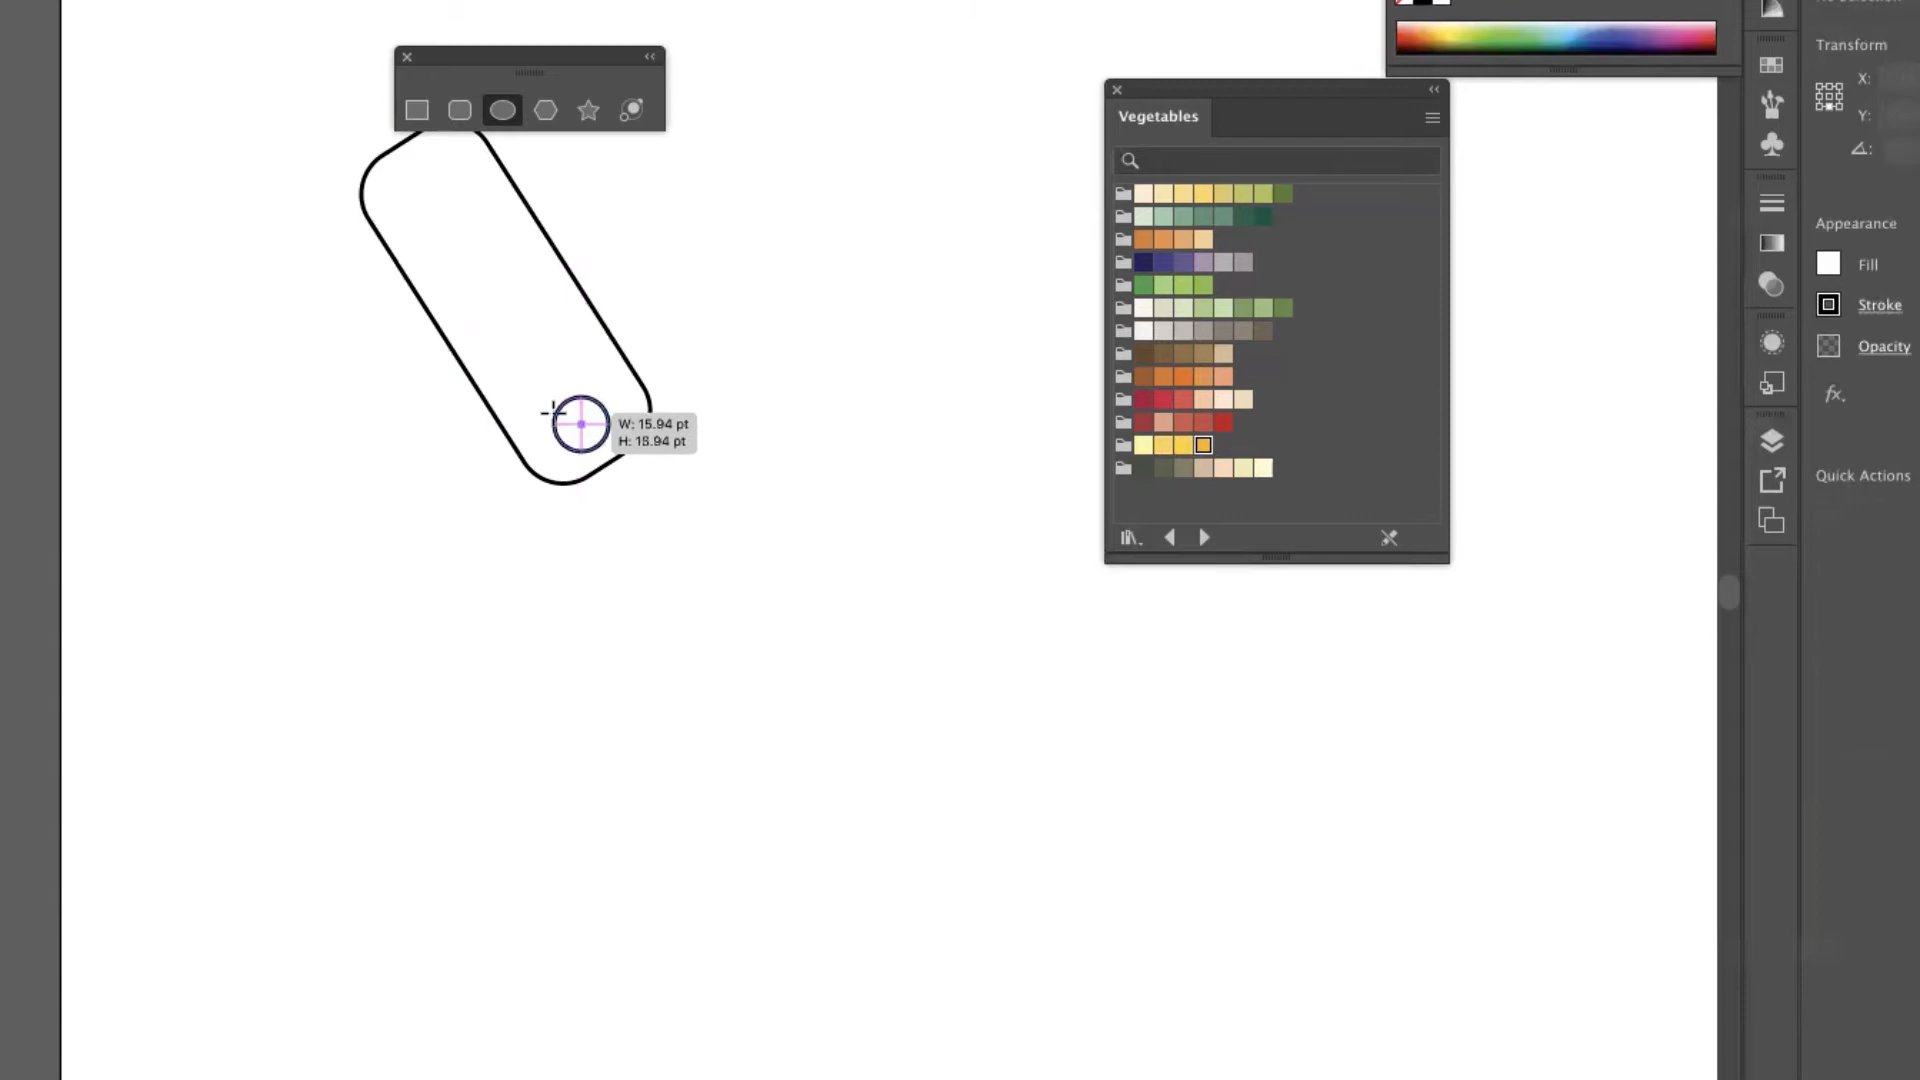 Transform
X:
Y:
Vegetables
Appearance
Fill
Stroke
Opacity
fx.
W: 15.94 pt
H: 18.94 pt
Quick Actions